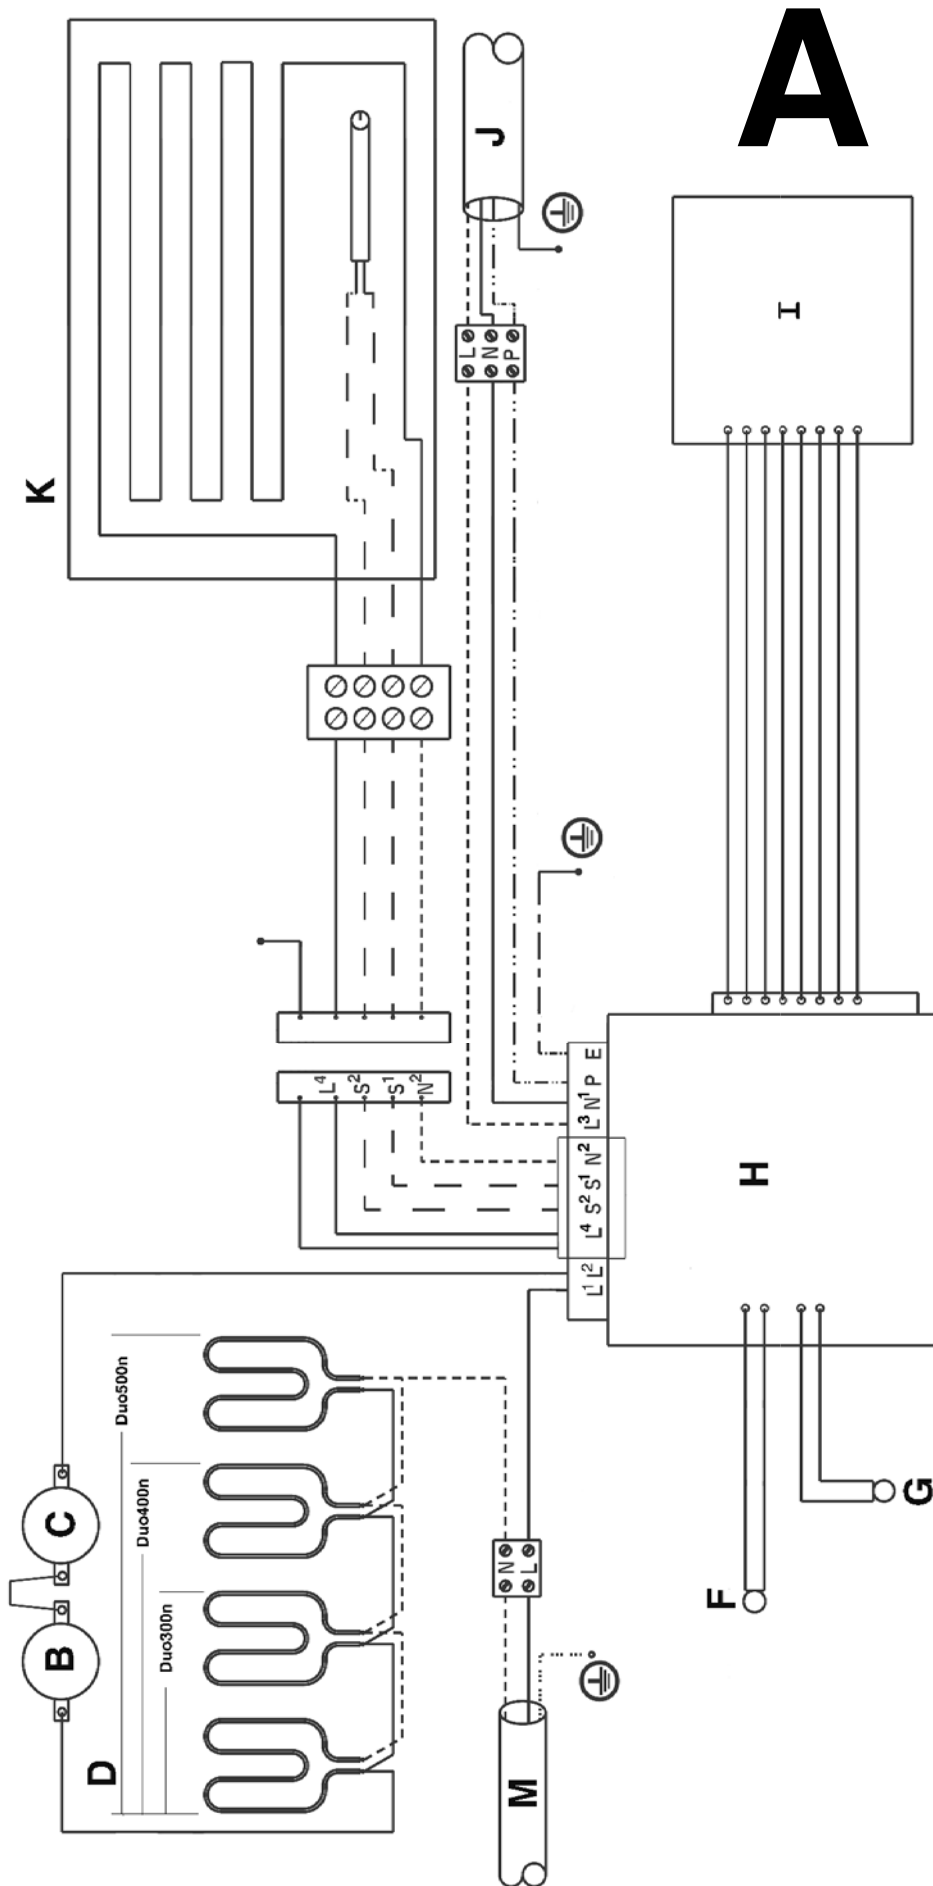 A
K
J
L
N
P
I
L⁴
S²
S¹
N²
L¹ L² L⁴ S² S¹ N² L³ N¹ P E
H
Duo500n
Duo400n
Duo300n
C
B
D
N
L
M
F
G